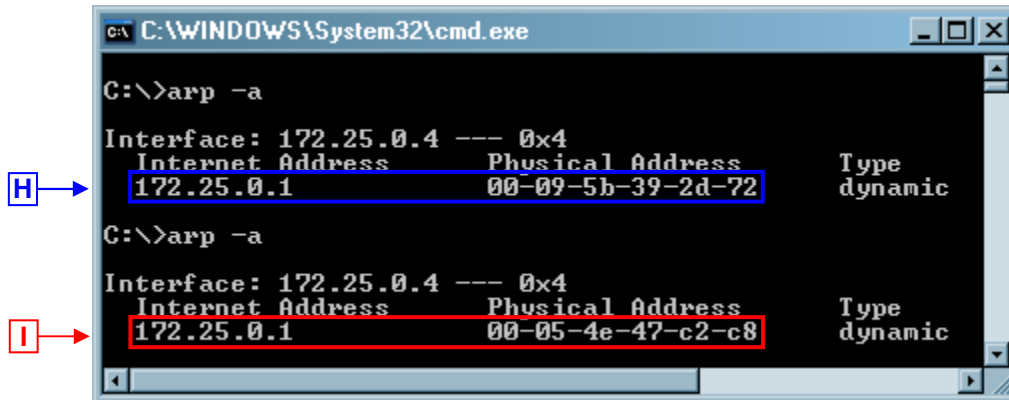 C:\WINDOWS\System32\cmd.exe
C:\>arp -a
Interface: 172.25.0.4 --- 0x4
Internet Address Physical Address Type
H 172.25.0.1 00-09-5b-39-2d-72 dynamic
C:\>arp -a
Interface: 172.25.0.4 --- 0x4
Internet Address Physical Address Type
I 172.25.0.1 00-05-4e-47-c2-c8 dynamic